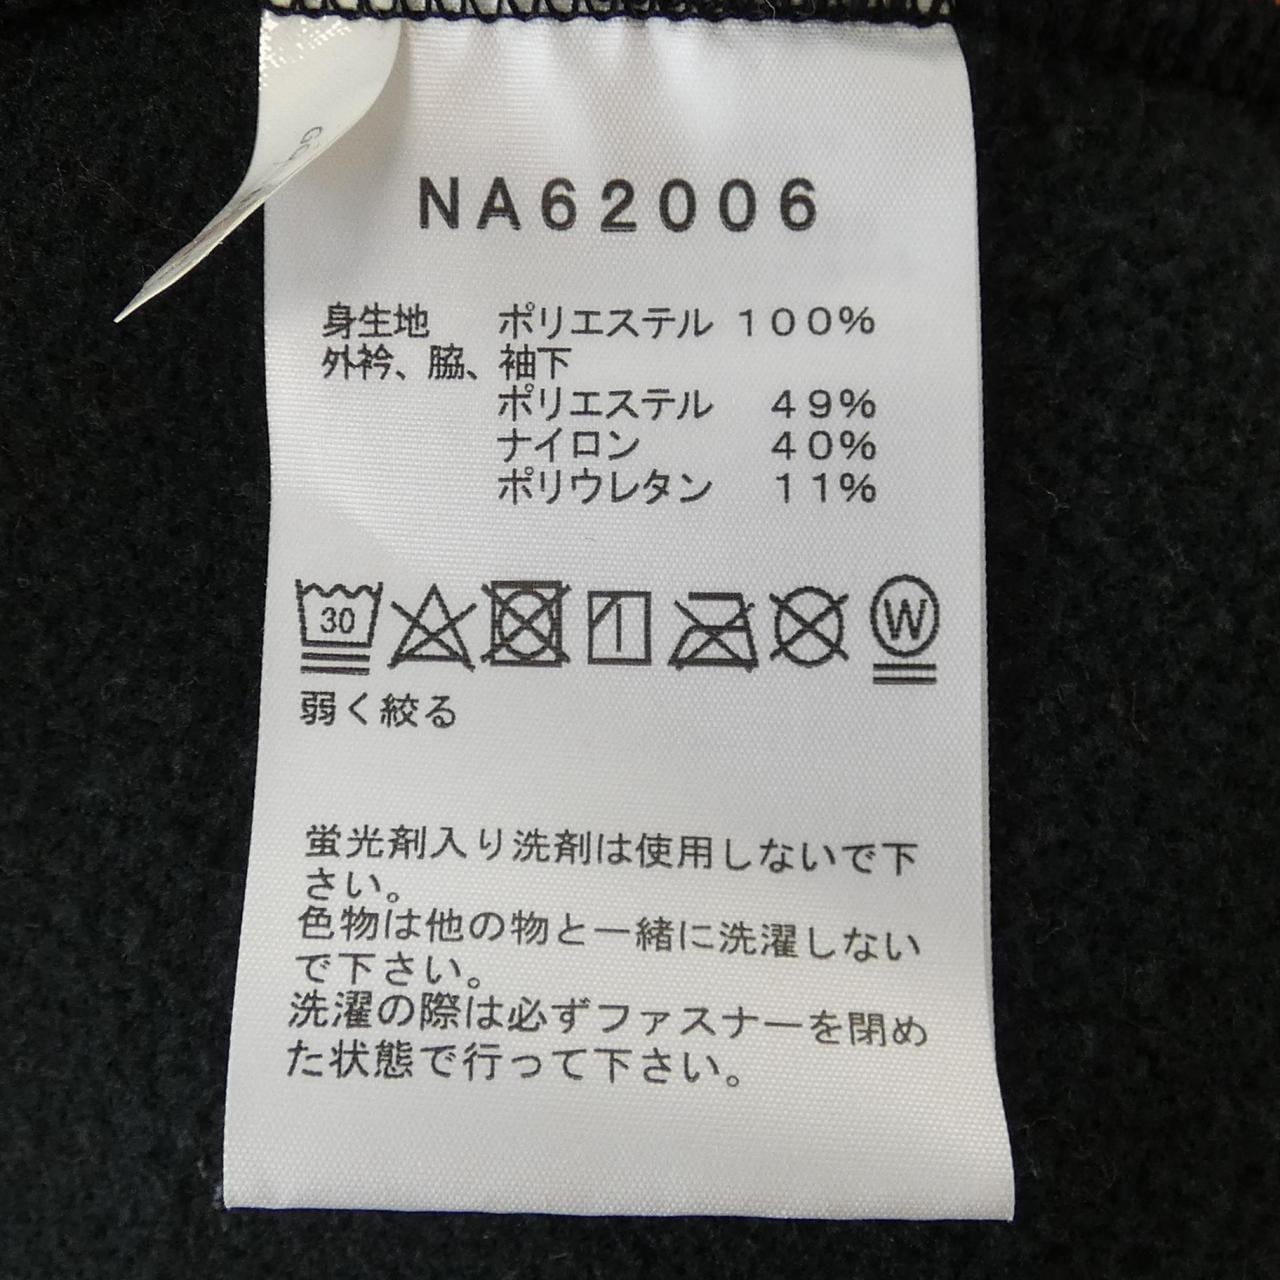 NA62006
身生地 ポリエステル 100%
外衿、脇、袖下
ポリエステル 49%
ナイロン 40%
ポリウレタン 11%
30
W
弱く絞る
蛍光剤入り洗剤は使用しないで下
さい。
色物は他の物と一緒に洗濯しない
で下さい。
洗濯の際は必ずファスナーを閉め
た状態で行って下さい。